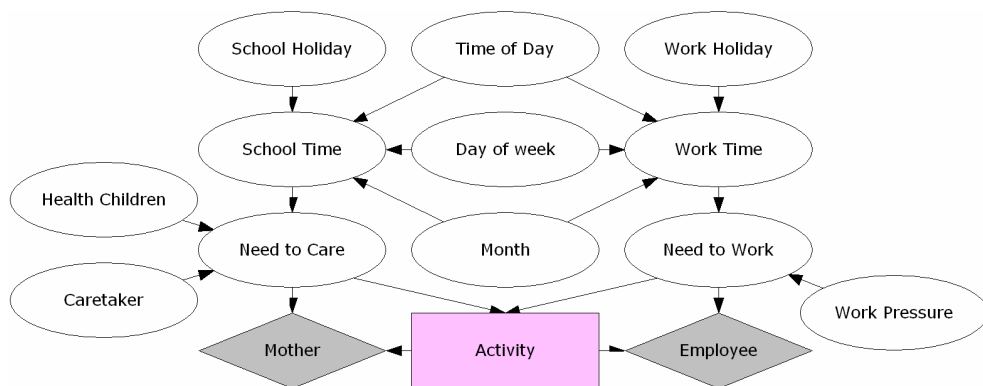 School Holiday
Time of Day
Work Holiday
School Time
Day of week
Work Time
Health Children
Need to Care
Month
Need to Work
Caretaker
Work Pressure
Mother
Activity
Employee